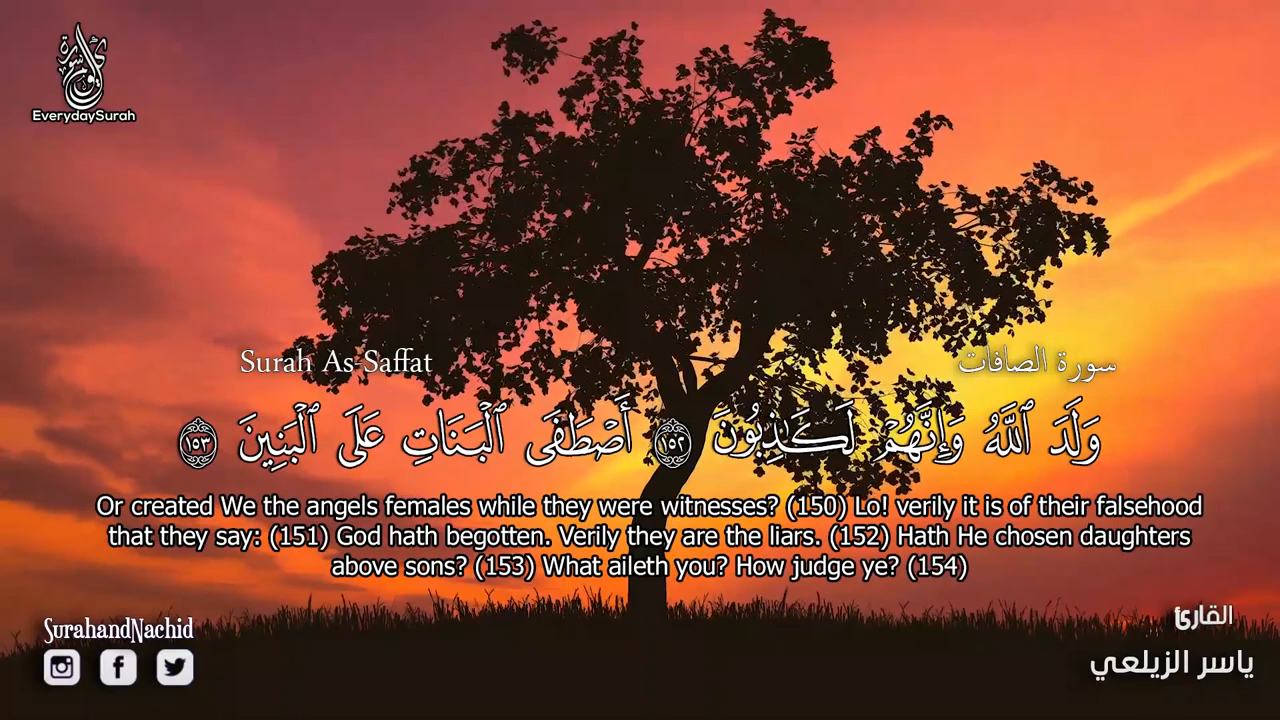 EverydaySurah
Surah As-Saffat
سورة الصافات
وَلَدَ ٱللَّهُ وَإِنَّهُمْ لَكَـٰذِبُونَ ١٥٢ أَصْطَفَى ٱلْبَنَاتِ عَلَى ٱلْبَنِينَ ١٥٣
Or created We the angels females while they were witnesses? (150) Lo! verily it is of their falsehood
that they say: (151) God hath begotten. Verily they are the liars. (152) Hath He chosen daughters
above sons? (153) What aileth you? How judge ye? (154)
SurahandNachid
القارئ
ياسر الزيلعي